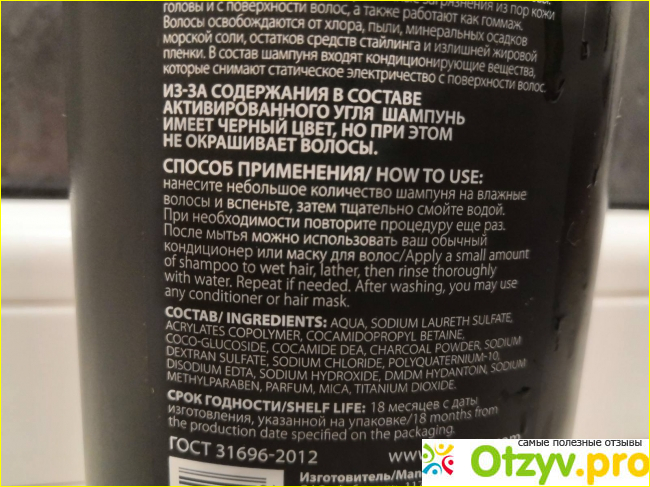 загрязнения из пор кожи
головы и с поверхности волос, а также работают как гоммаж.
Волосы освобождаются от хлора, пыли, минеральных осадков
морской соли, остатков средств стайлинга и излишней жировой
пленки. В состав шампуня входят кондиционирующие вещества,
которые снимают статическое электричество с поверхности волос.
ИЗ-ЗА СОДЕРЖАНИЯ В СОСТАВЕ
АКТИВИРОВАННОГО УГЛЯ ШАМПУНЬ
ИМЕЕТ ЧЕРНЫЙ ЦВЕТ, НО ПРИ ЭТОМ
НЕ ОКРАШИВАЕТ ВОЛОСЫ.
СПОСОБ ПРИМЕНЕНИЯ/ HOW TO USE:
нанесите небольшое количество шампуня на влажные
волосы и вспеньте, затем тщательно смойте водой.
При необходимости повторите процедуру еще раз.
После мытья можно использовать ваш обычный
кондиционер или маску для волос/Apply a small amount
of shampoo to wet hair, lather, then rinse thoroughly
with water. Repeat if needed. After washing, you may use
any conditioner or hair mask.
СОСТАВ/ INGREDIENTS: AQUA, SODIUM LAURETH SULFATE,
ACRYLATES COPOLYMER, COCAMIDOPROPYL BETAINE,
COCO-GLUCOSIDE, COCAMIDE DEA, CHARCOAL POWDER, SODIUM
DEXTRAN SULFATE, SODIUM CHLORIDE, POLYQUATERNIUM-10,
DISODIUM EDTA, SODIUM HYDROXIDE, DMDM HYDANTOIN, SODIUM
METHYLPARABEN, PARFUM, MICA, TITANIUM DIOXIDE.
СРОК ГОДНОСТИ/SHELF LIFE: 18 месяцев с даты
изготовления, указанной на упаковке/18 months from
the production date specified on the packaging.
ГОСТ 31696-2012
www.
Изготовитель/Man
самые полезные отзывы
Otzyv.pro